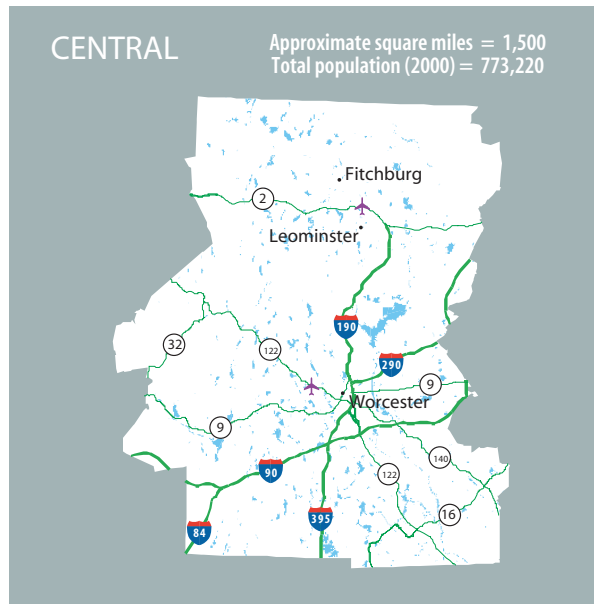 CENTRAL
Approximate square miles = 1,500
Total population (2000) = 773,220
Fitchburg
2
Leominster
190
32
122
290
9
Worcester
9
140
90
122
16
395
84